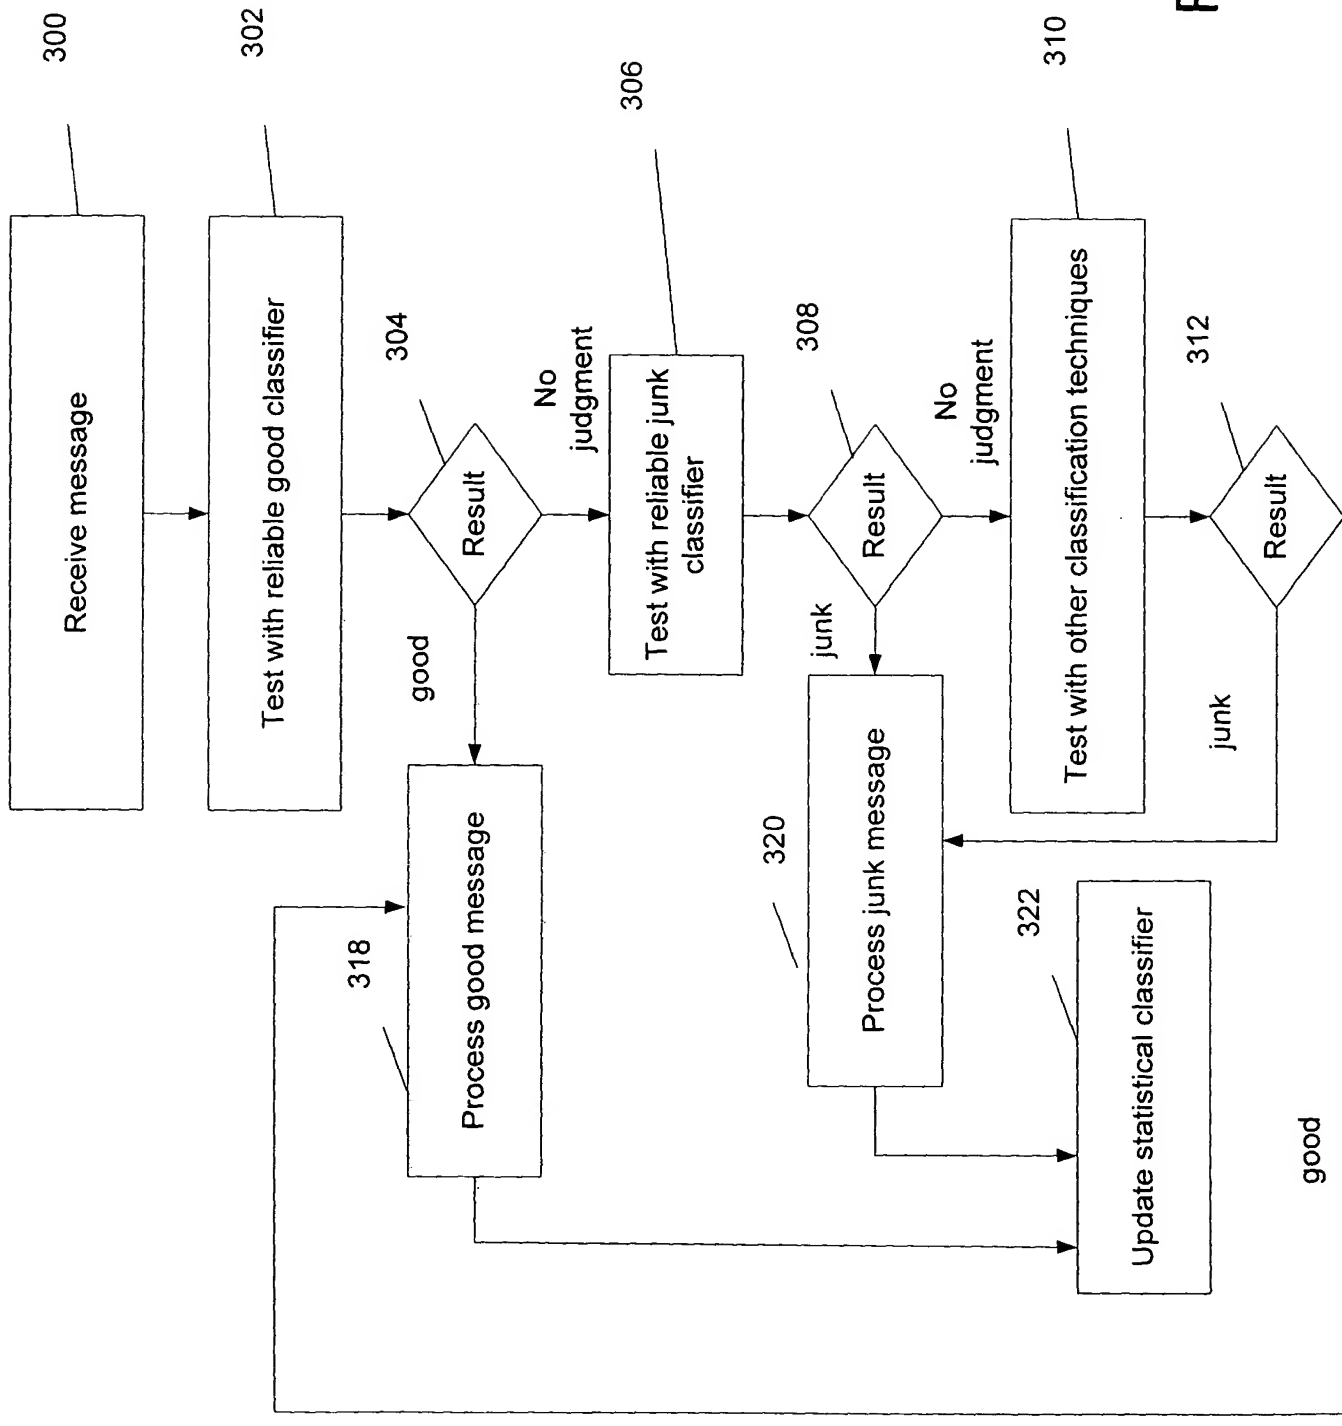 300
Receive message
302
Test with reliable good classifier
304
Result
good
No
judgment
318
Process good message
306
Test with reliable junk
classifier
308
Result
junk
No
judgment
320
Process junk message
310
Test with other classification techniques
312
Result
junk
322
Update statistical classifier
good